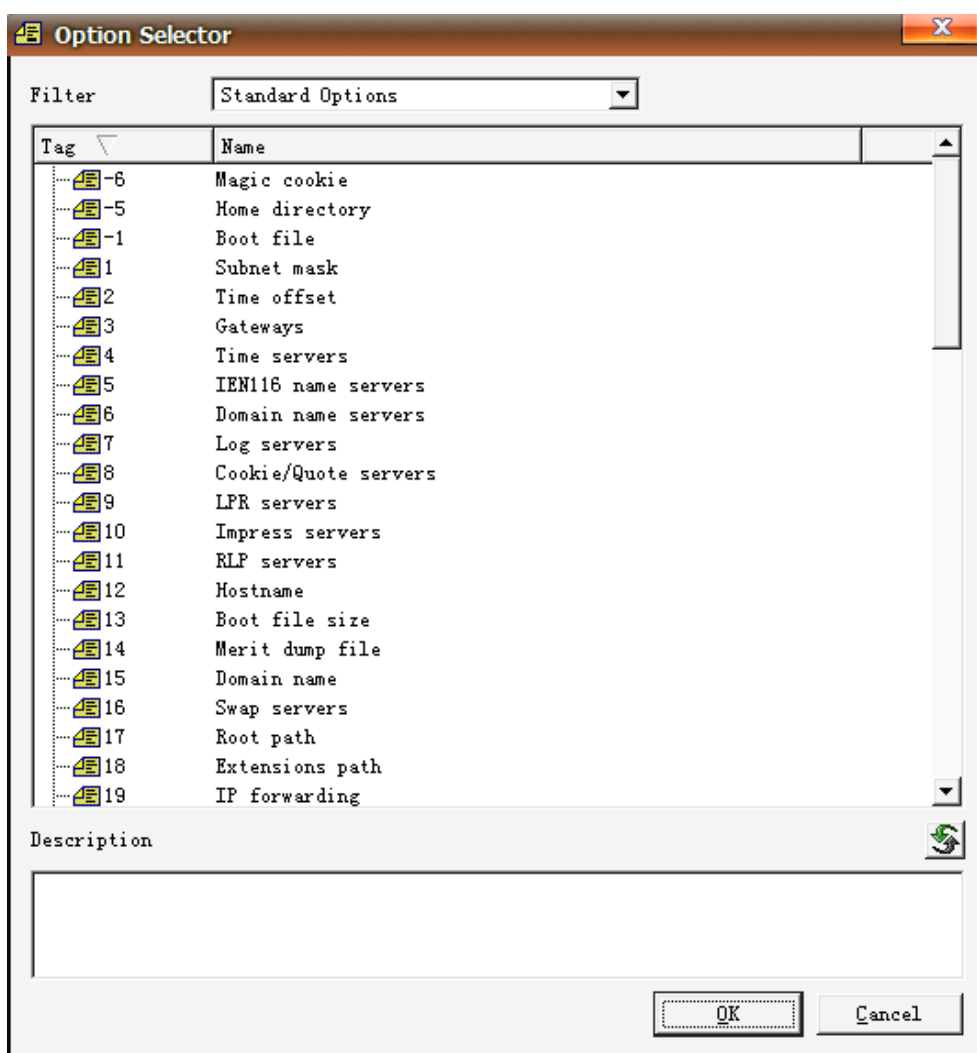 Option Selector
Filter Standard Options
Tag Name
-6 Magic cookie
-5 Home directory
-1 Boot file
1 Subnet mask
2 Time offset
3 Gateways
4 Time servers
5 IEN116 name servers
6 Domain name servers
7 Log servers
8 Cookie/Quote servers
9 LPR servers
10 Impress servers
11 RLP servers
12 Hostname
13 Boot file size
14 Merit dump file
15 Domain name
16 Swap servers
17 Root path
18 Extensions path
19 IP forwarding
Description
OK Cancel